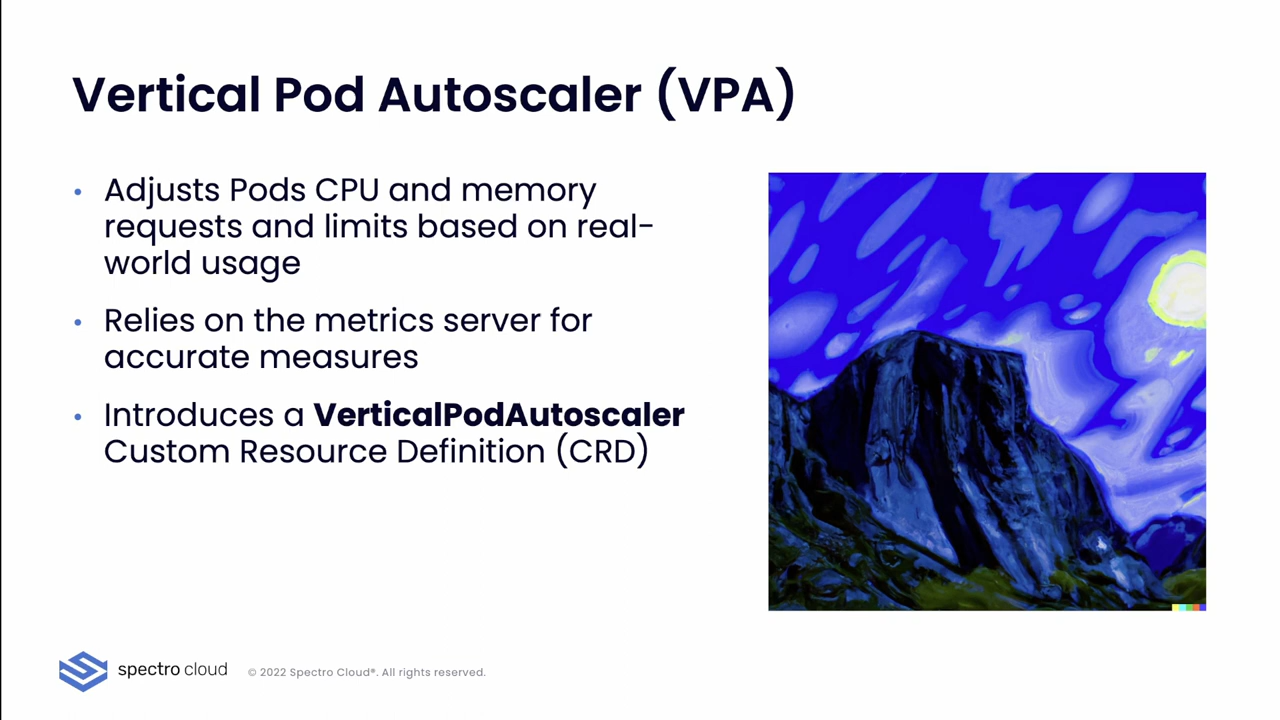 Vertical Pod Autoscaler (VPA)
• Adjusts Pods CPU and memory
requests and limits based on real-
world usage
• Relies on the metrics server for
accurate measures
• Introduces a VerticalPodAutoscaler
Custom Resource Definition (CRD)
spectro cloud
© 2022 Spectro Cloud®. All rights reserved.